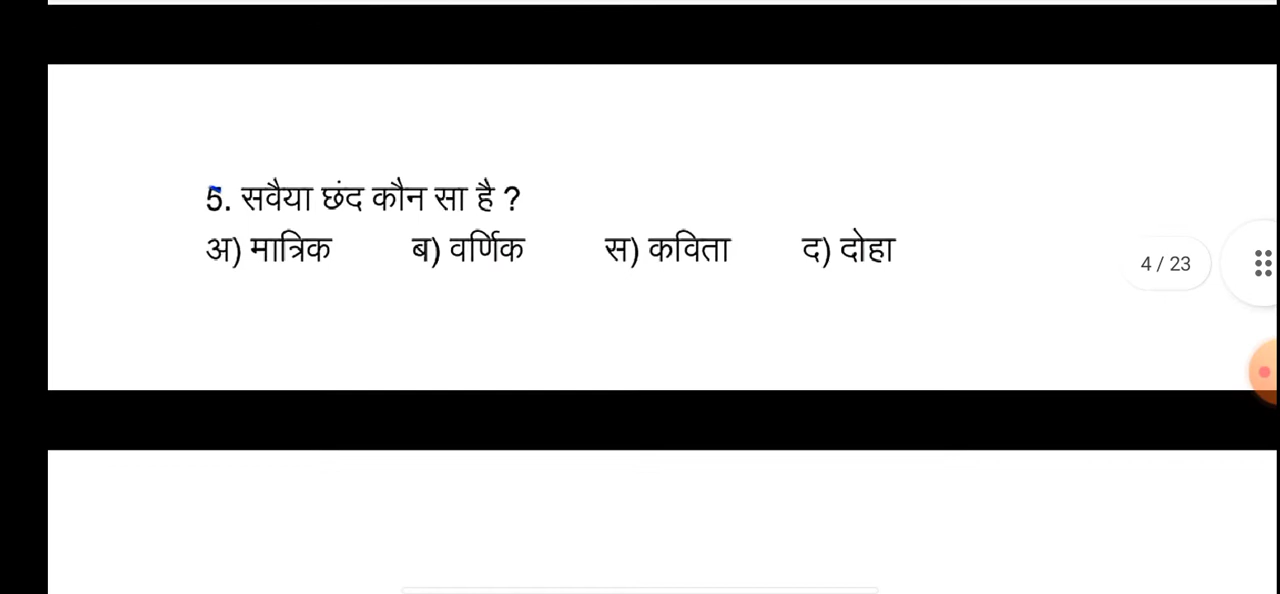 5. सवैया छंद कौन सा है ?
अ) मात्रिक ब) वर्णिक स) कविता द) दोहा
4 / 23